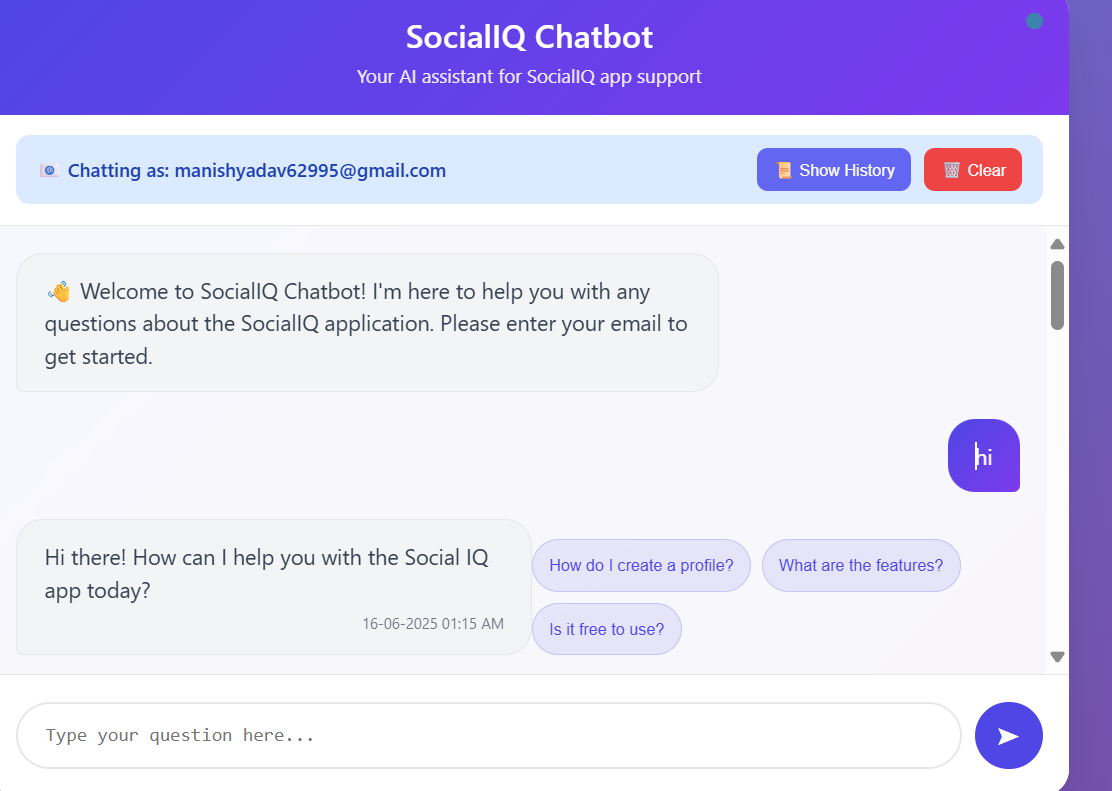 SocialIQ Chatbot
Your AI assistant for SocialIQ app support
Chatting as: manishyadav62995@gmail.com
Show History
Clear
👋 Welcome to SocialIQ Chatbot! I'm here to help you with any
questions about the SocialIQ application. Please enter your email to
get started.
hi
Hi there! How can I help you with the Social IQ
app today?
16-06-2025 01:15 AM
How do I create a profile?
What are the features?
Is it free to use?
Type your question here...